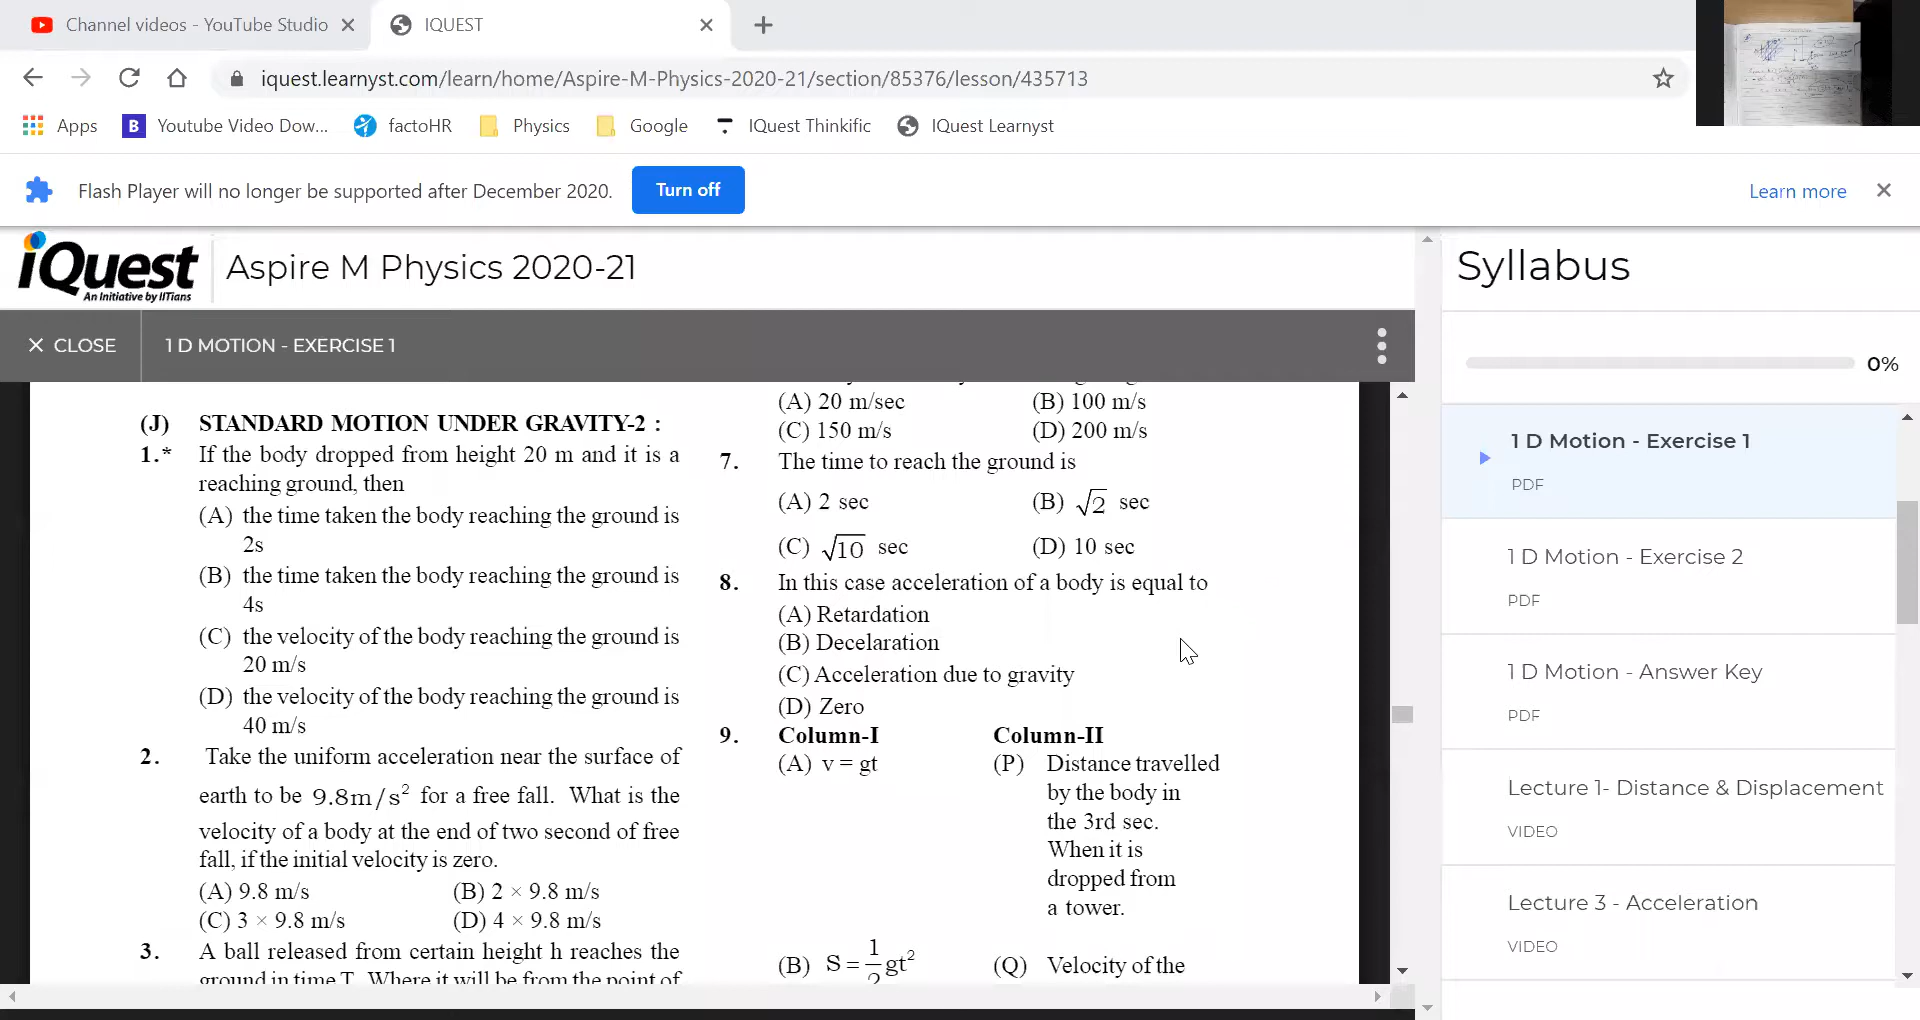 Channel videos - YouTube Studio
IQUEST
iquest.learnyst.com/learn/home/Aspire-M-Physics-2020-21/section/85376/lesson/435713
Apps
B
Youtube Video Dow...
factoHR
Physics
Google
IQuest Thinkific
IQuest Learnyst
Flash Player will no longer be supported after December 2020.
Turn off
Learn more
iQuest
An Initiative by IITians
Aspire M Physics 2020-21
CLOSE
1 D MOTION - EXERCISE 1
(J) STANDARD MOTION UNDER GRAVITY-2 :
1.* If the body dropped from height 20 m and it is a
reaching ground, then
(A) the time taken the body reaching the ground is
2s
(B) the time taken the body reaching the ground is
4s
(C) the velocity of the body reaching the ground is
20 m/s
(D) the velocity of the body reaching the ground is
40 m/s
2. Take the uniform acceleration near the surface of
earth to be 9.8m/s² for a free fall. What is the
velocity of a body at the end of two second of free
fall, if the initial velocity is zero.
(A) 9.8 m/s (B) 2 × 9.8 m/s
(C) 3 × 9.8 m/s (D) 4 × 9.8 m/s
3. A ball released from certain height h reaches the
ground in time T. Where it will be from the point of
(A) 20 m/sec (B) 100 m/s
(C) 150 m/s (D) 200 m/s
7. The time to reach the ground is
(A) 2 sec (B) √2 sec
(C) √10 sec (D) 10 sec
8. In this case acceleration of a body is equal to
(A) Retardation
(B) Decelaration
(C) Acceleration due to gravity
(D) Zero
9. Column-I Column-II
(A) v = gt (P) Distance travelled
by the body in
the 3rd sec.
When it is
dropped from
a tower.
(B) S = 1/2 gt² (Q) Velocity of the
Syllabus
0%
1 D Motion - Exercise 1
PDF
1 D Motion - Exercise 2
PDF
1 D Motion - Answer Key
PDF
Lecture 1- Distance & Displacement
VIDEO
Lecture 3 - Acceleration
VIDEO